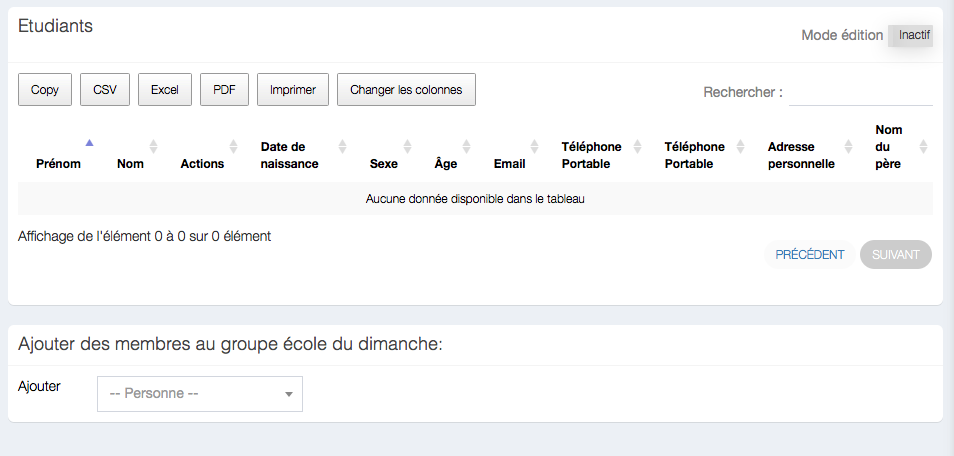 Etudiants
Mode édition Inactif
Copy CSV Excel PDF Imprimer Changer les colonnes
Rechercher :
Prénom Nom Actions Date de naissance Sexe Âge Email Téléphone Portable Téléphone Portable Adresse personnelle Nom du père
Aucune donnée disponible dans le tableau
Affichage de l'élément 0 à 0 sur 0 élément
PRÉCÉDENT SUIVANT
Ajouter des membres au groupe école du dimanche:
Ajouter -- Personne --